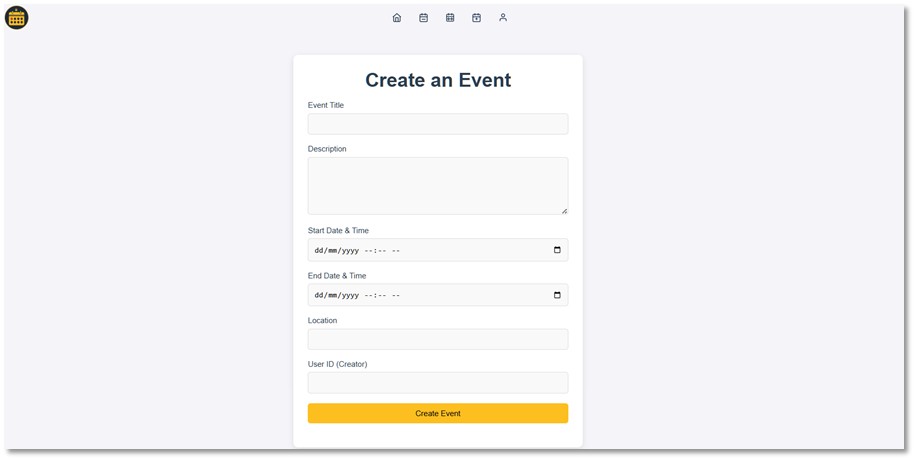 Create an Event
Event Title
Description
Start Date & Time
dd/mm/yyyy --:-- --
End Date & Time
dd/mm/yyyy --:-- --
Location
User ID (Creator)
Create Event